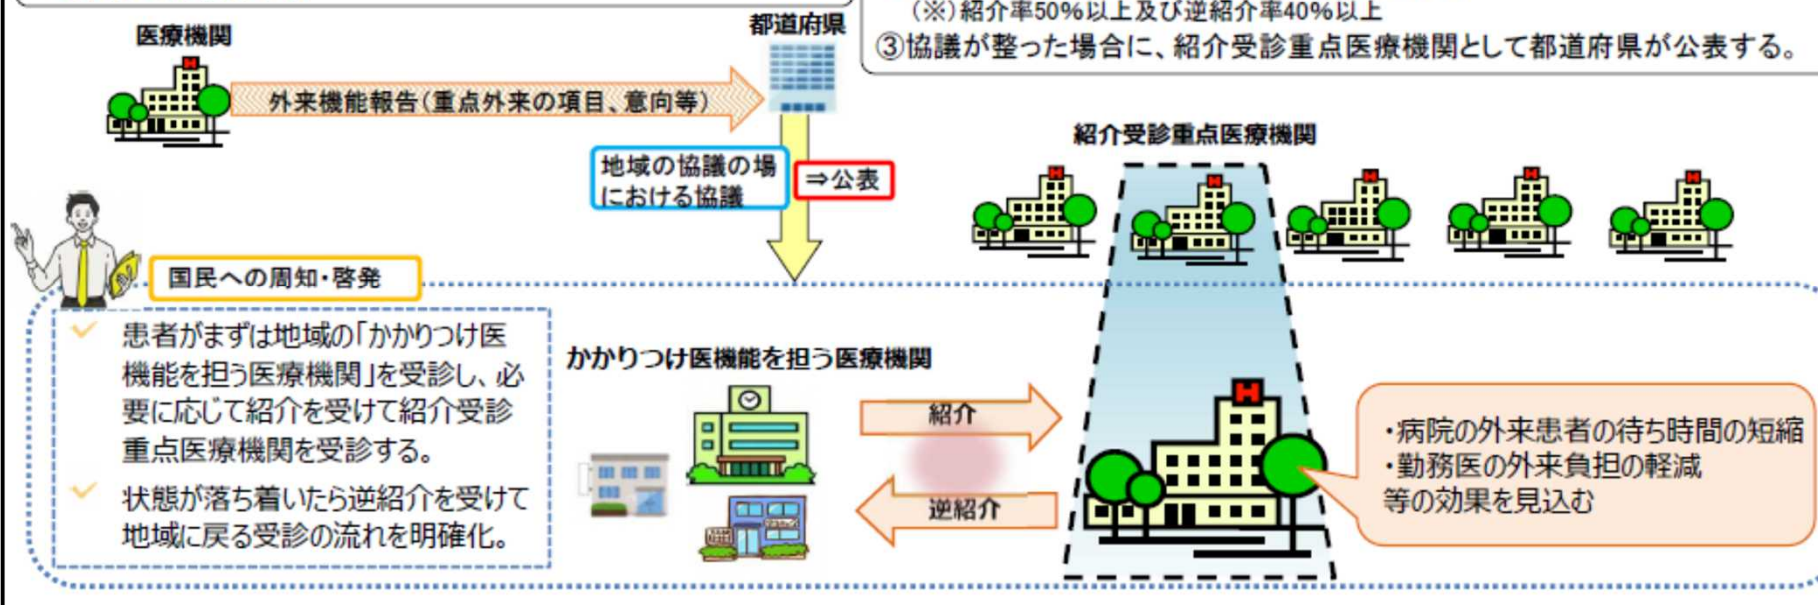 (※)紹介率50%以上及び逆紹介率40%以上
③協議が整った場合に、紹介受診重点医療機関として都道府県が公表する。
医療機関
都道府県
外来機能報告(重点外来の項目、意向等)
地域の協議の場
における協議
⇒公表
紹介受診重点医療機関
国民への周知・啓発
患者がまずは地域の「かかりつけ医
機能を担う医療機関」を受診し、必
要に応じて紹介を受けて紹介受診
重点医療機関を受診する。
状態が落ち着いたら逆紹介を受けて
地域に戻る受診の流れを明確化。
かかりつけ医機能を担う医療機関
紹介
逆紹介
・病院の外来患者の待ち時間の短縮
・勤務医の外来負担の軽減
等の効果を見込む
H
H
H
H
H
H
H